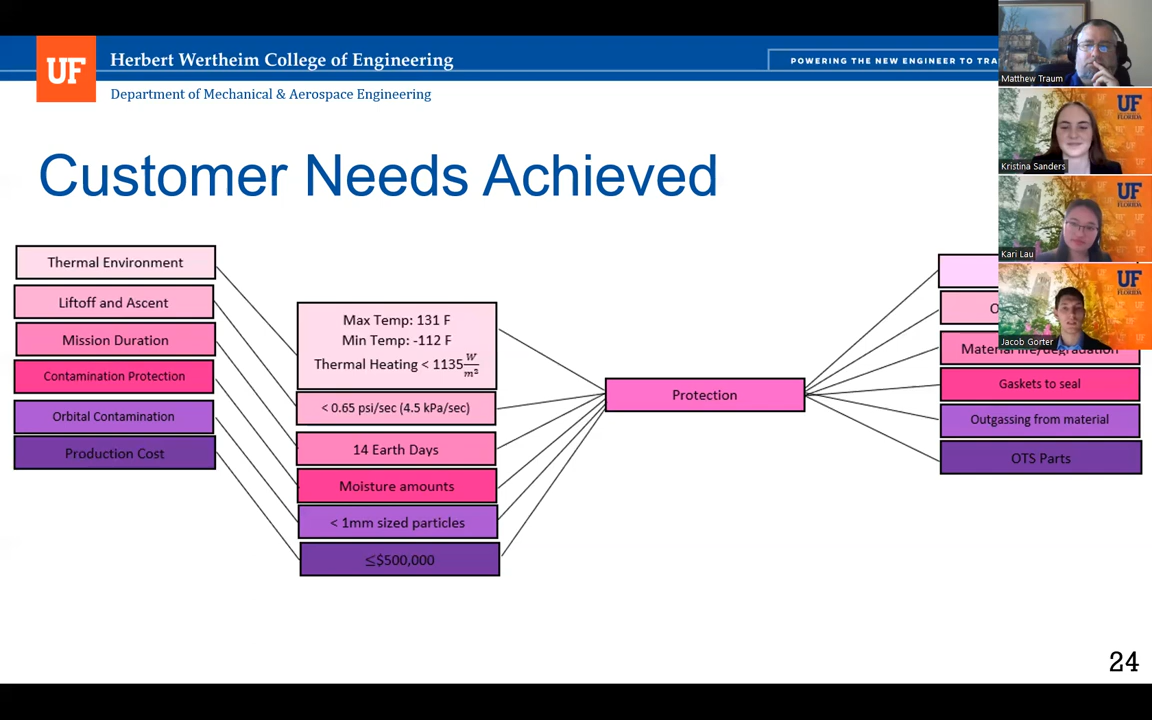 UF
Herbert Wertheim College of Engineering
POWERING THE NEW ENGINEER TO
Department of Mechanical & Aerospace Engineering
Customer Needs Achieved
Thermal Environment
Liftoff and Ascent
Mission Duration
Contamination Protection
Orbital Contamination
Production Cost
Max Temp: 131 F
Min Temp: -112 F
Thermal Heating < 1135 W/m²
< 0.65 psi/sec (4.5 kPa/sec)
14 Earth Days
Moisture amounts
< 1mm sized particles
≤$500,000
Protection
Gaskets to seal
Outgassing from material
OTS Parts
24
Matthew Traum
UF
FLORIDA
Kristina Sanders
UF
Kari Lau
UF
FLORIDA
Jacob Gorter